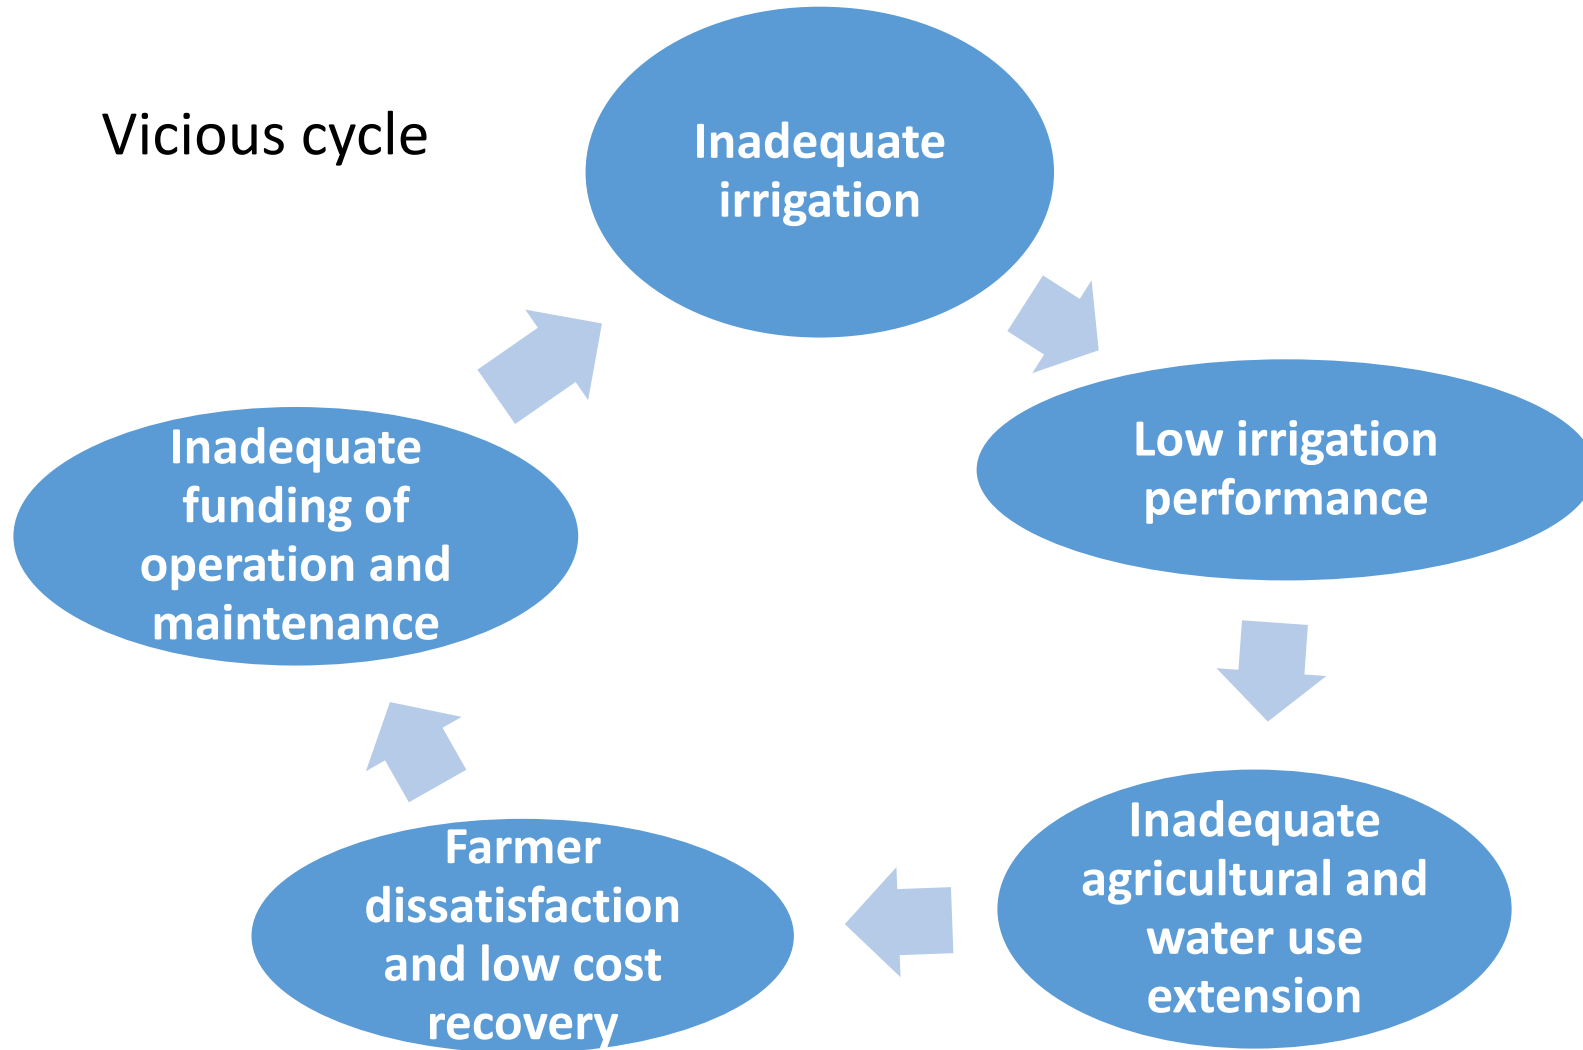 Vicious cycle
Inadequate
irrigation
Low irrigation
performance
Inadequate
agricultural and
water use
extension
Farmer
dissatisfaction
and low cost
recovery
Inadequate
funding of
operation and
maintenance